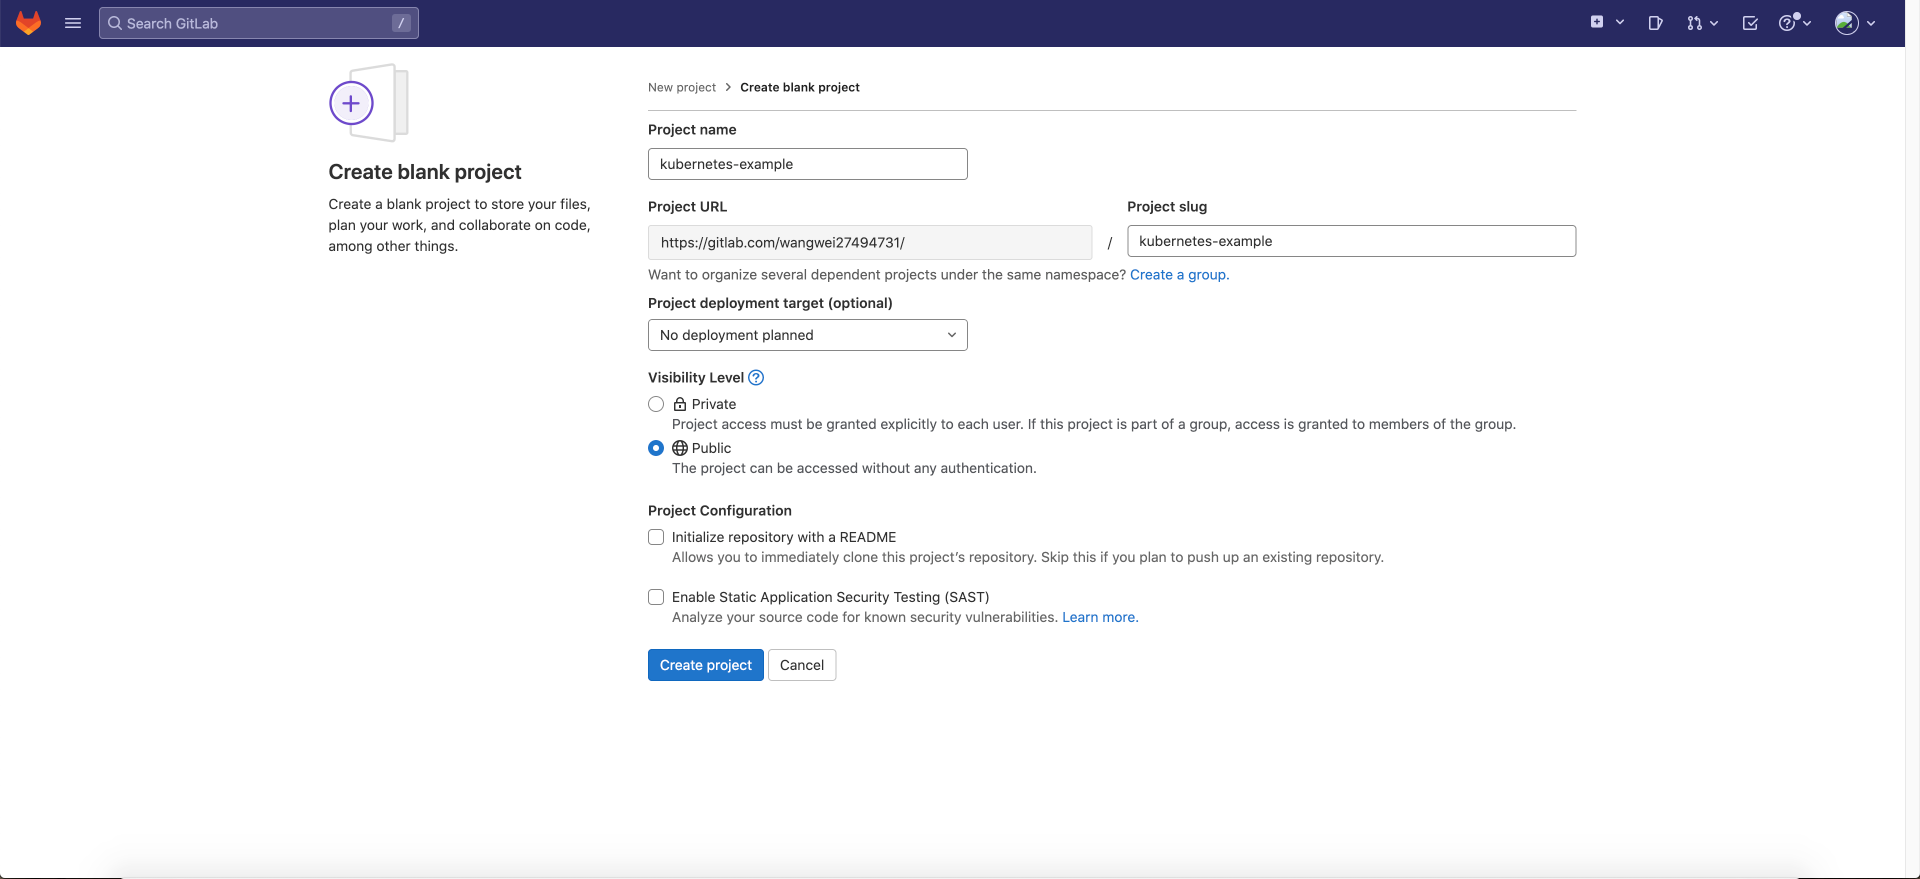 Search GitLab /
Create blank project
Create a blank project to store your files,
plan your work, and collaborate on code,
among other things.
New project > Create blank project
Project name
kubernetes-example
Project URL
https://gitlab.com/wangwei27494731/
/
Project slug
kubernetes-example
Want to organize several dependent projects under the same namespace? Create a group.
Project deployment target (optional)
No deployment planned
Visibility Level
Private
Project access must be granted explicitly to each user. If this project is part of a group, access is granted to members of the group.
Public
The project can be accessed without any authentication.
Project Configuration
Initialize repository with a README
Allows you to immediately clone this project’s repository. Skip this if you plan to push up an existing repository.
Enable Static Application Security Testing (SAST)
Analyze your source code for known security vulnerabilities. Learn more.
Create project Cancel